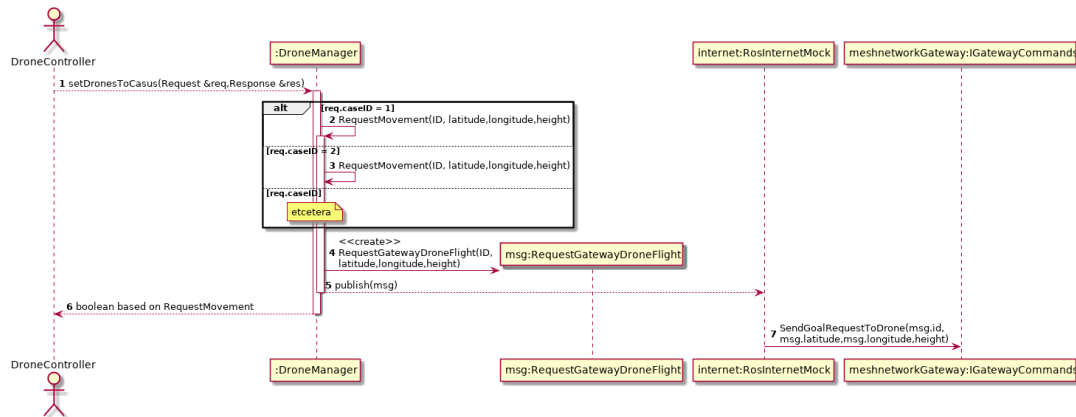 DroneController
:DroneManager
internet:RosInternetMock
meshnetworkGateway:IGatewayCommands
1 setDronesToCasus(Request &req,Response &res)
alt [req.caseID = 1]
2 RequestMovement(ID, latitude,longitude,height)
[req.caseID = 2]
3 RequestMovement(ID, latitude,longitude,height)
[req.caseID]
etcetera
<<create>>
4 RequestGatewayDroneFlight(ID,
latitude,longitude,height)
msg:RequestGatewayDroneFlight
5 publish(msg)
6 boolean based on RequestMovement
7 SendGoalRequestToDrone(msg.id,
msg.latitude,msg.longitude,height)
DroneController
:DroneManager
msg:RequestGatewayDroneFlight
internet:RosInternetMock
meshnetworkGateway:IGatewayCommands